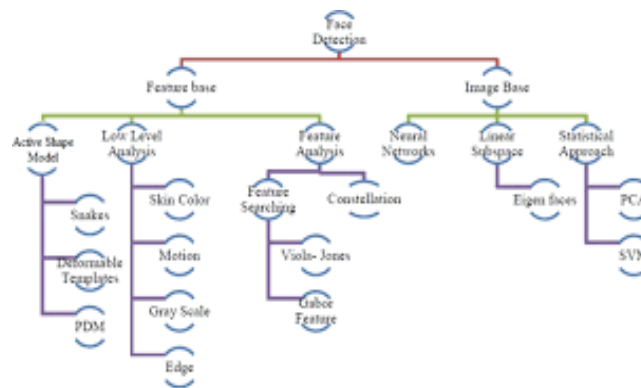 Face
Detection
Feature base
Image Base
Active Shape
Model
Low Level
Analysis
Feature
Analysis
Neural
Networks
Linear
Subspace
Statistical
Approach
Snakes
Deformable
Templates
PDM
Skin Color
Motion
Gray Scale
Edge
Feature
Searching
Constellation
Viola- Jones
Gabor
Feature
Eigen faces
PCA
SVM